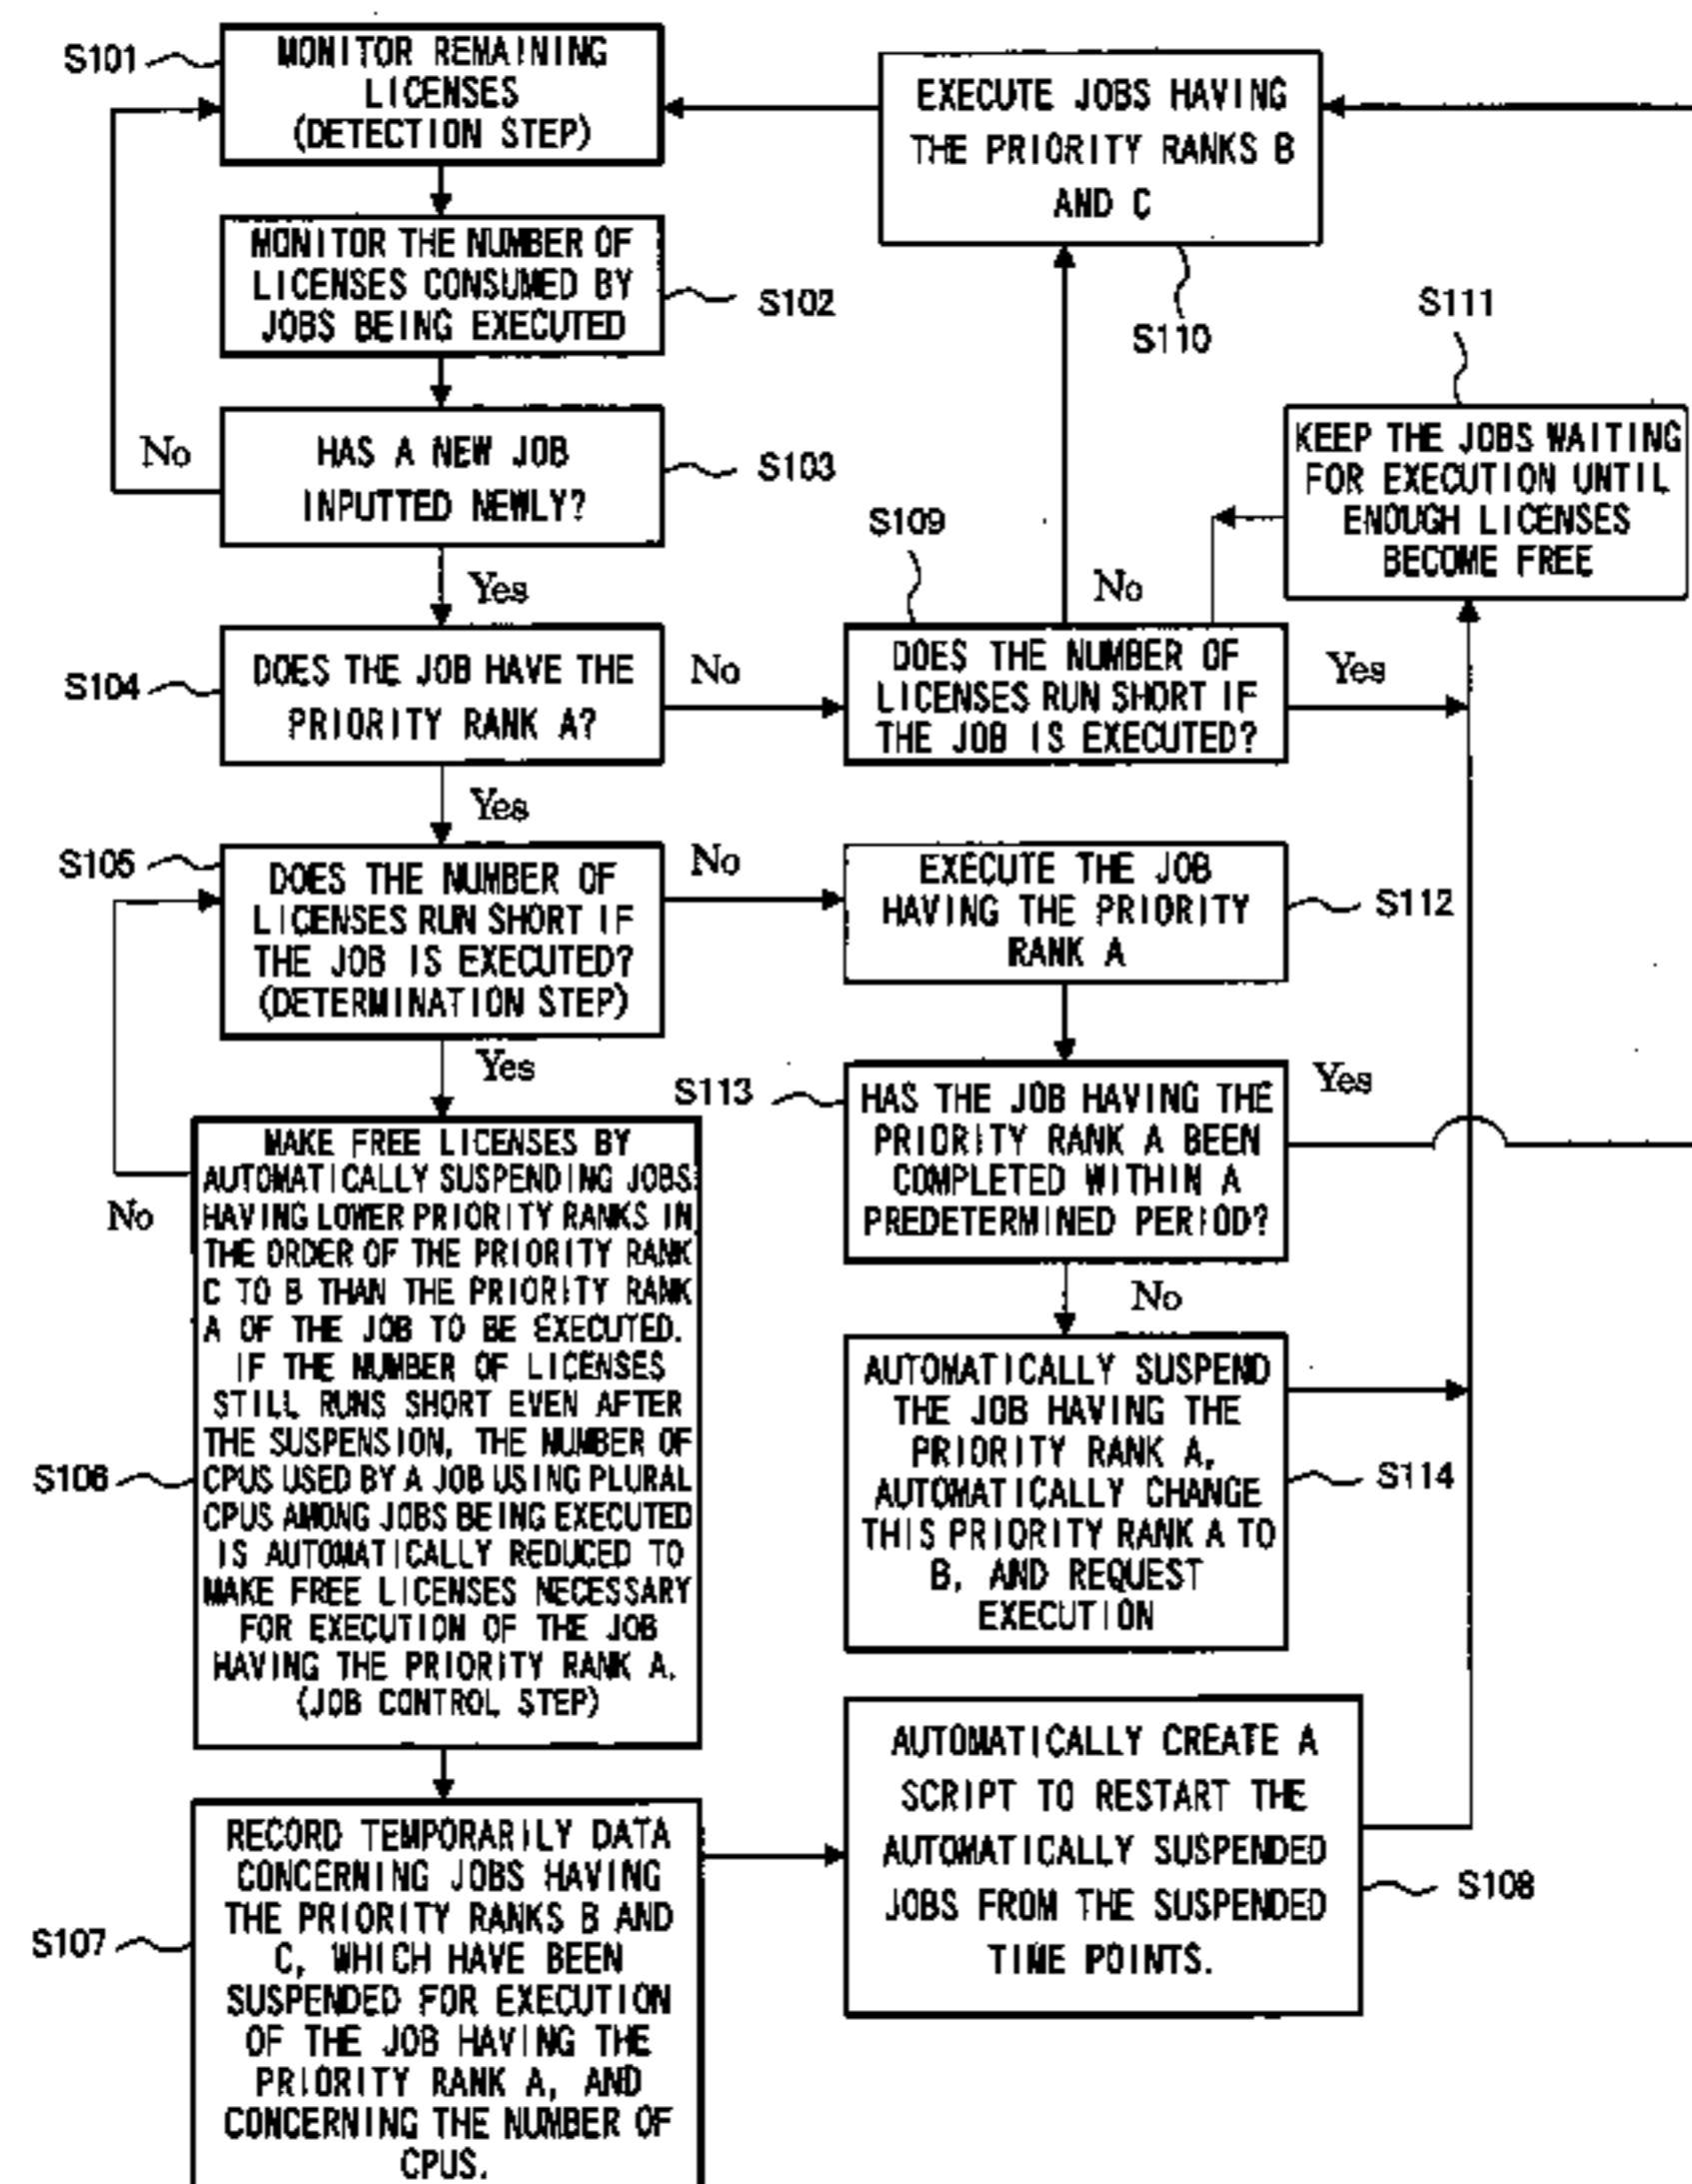 S101
MONITOR REMAINING
LICENSES
(DETECTION STEP)
MONITOR THE NUMBER OF
LICENSES CONSUMED BY
JOBS BEING EXECUTED
S102
No
HAS A NEW JOB
INPUTTED NEWLY?
S103
Yes
S104
DOES THE JOB HAVE THE
PRIORITY RANK A?
No
Yes
S105
DOES THE NUMBER OF
LICENSES RUN SHORT IF
THE JOB IS EXECUTED?
(DETERMINATION STEP)
No
Yes
No
S106
MAKE FREE LICENSES BY
AUTOMATICALLY SUSPENDING JOBS
HAVING LOWER PRIORITY RANKS IN
THE ORDER OF THE PRIORITY RANK
C TO B THAN THE PRIORITY RANK
A OF THE JOB TO BE EXECUTED.
IF THE NUMBER OF LICENSES
STILL RUNS SHORT EVEN AFTER
THE SUSPENSION, THE NUMBER OF
CPUS USED BY A JOB USING PLURAL
CPUS AMONG JOBS BEING EXECUTED
IS AUTOMATICALLY REDUCED TO
MAKE FREE LICENSES NECESSARY
FOR EXECUTION OF THE JOB
HAVING THE PRIORITY RANK A.
(JOB CONTROL STEP)
S107
RECORD TEMPORARILY DATA
CONCERNING JOBS HAVING
THE PRIORITY RANKS B AND
C, WHICH HAVE BEEN
SUSPENDED FOR EXECUTION
OF THE JOB HAVING THE
PRIORITY RANK A, AND
CONCERNING THE NUMBER OF
CPUS.
EXECUTE JOBS HAVING
THE PRIORITY RANKS B
AND C
S110
S111
KEEP THE JOBS WAITING
FOR EXECUTION UNTIL
ENOUGH LICENSES
BECOME FREE
S109
No
DOES THE NUMBER OF
LICENSES RUN SHORT IF
THE JOB IS EXECUTED?
Yes
EXECUTE THE JOB
HAVING THE PRIORITY
RANK A
S112
S113
HAS THE JOB HAVING THE
PRIORITY RANK A BEEN
COMPLETED WITHIN A
PREDETERMINED PERIOD?
Yes
No
AUTOMATICALLY SUSPEND
THE JOB HAVING THE
PRIORITY RANK A,
AUTOMATICALLY CHANGE
THIS PRIORITY RANK A TO
B, AND REQUEST
EXECUTION
S114
AUTOMATICALLY CREATE A
SCRIPT TO RESTART THE
AUTOMATICALLY SUSPENDED
JOBS FROM THE SUSPENDED
TIME POINTS.
S108